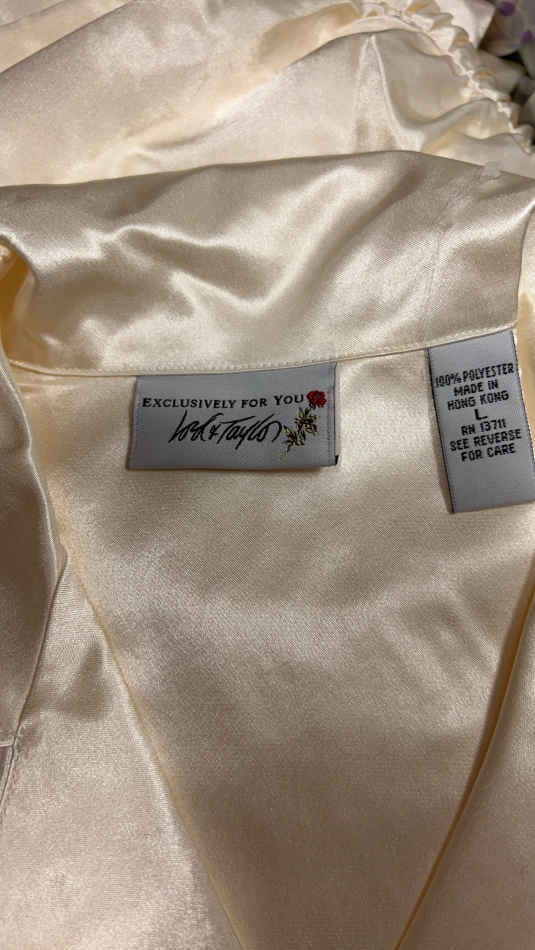 EXCLUSIVELY FOR YOU
Lord & Taylor
100% POLYESTER
MADE IN
HONG KONG
L
RN 13711
SEE REVERSE
FOR CARE